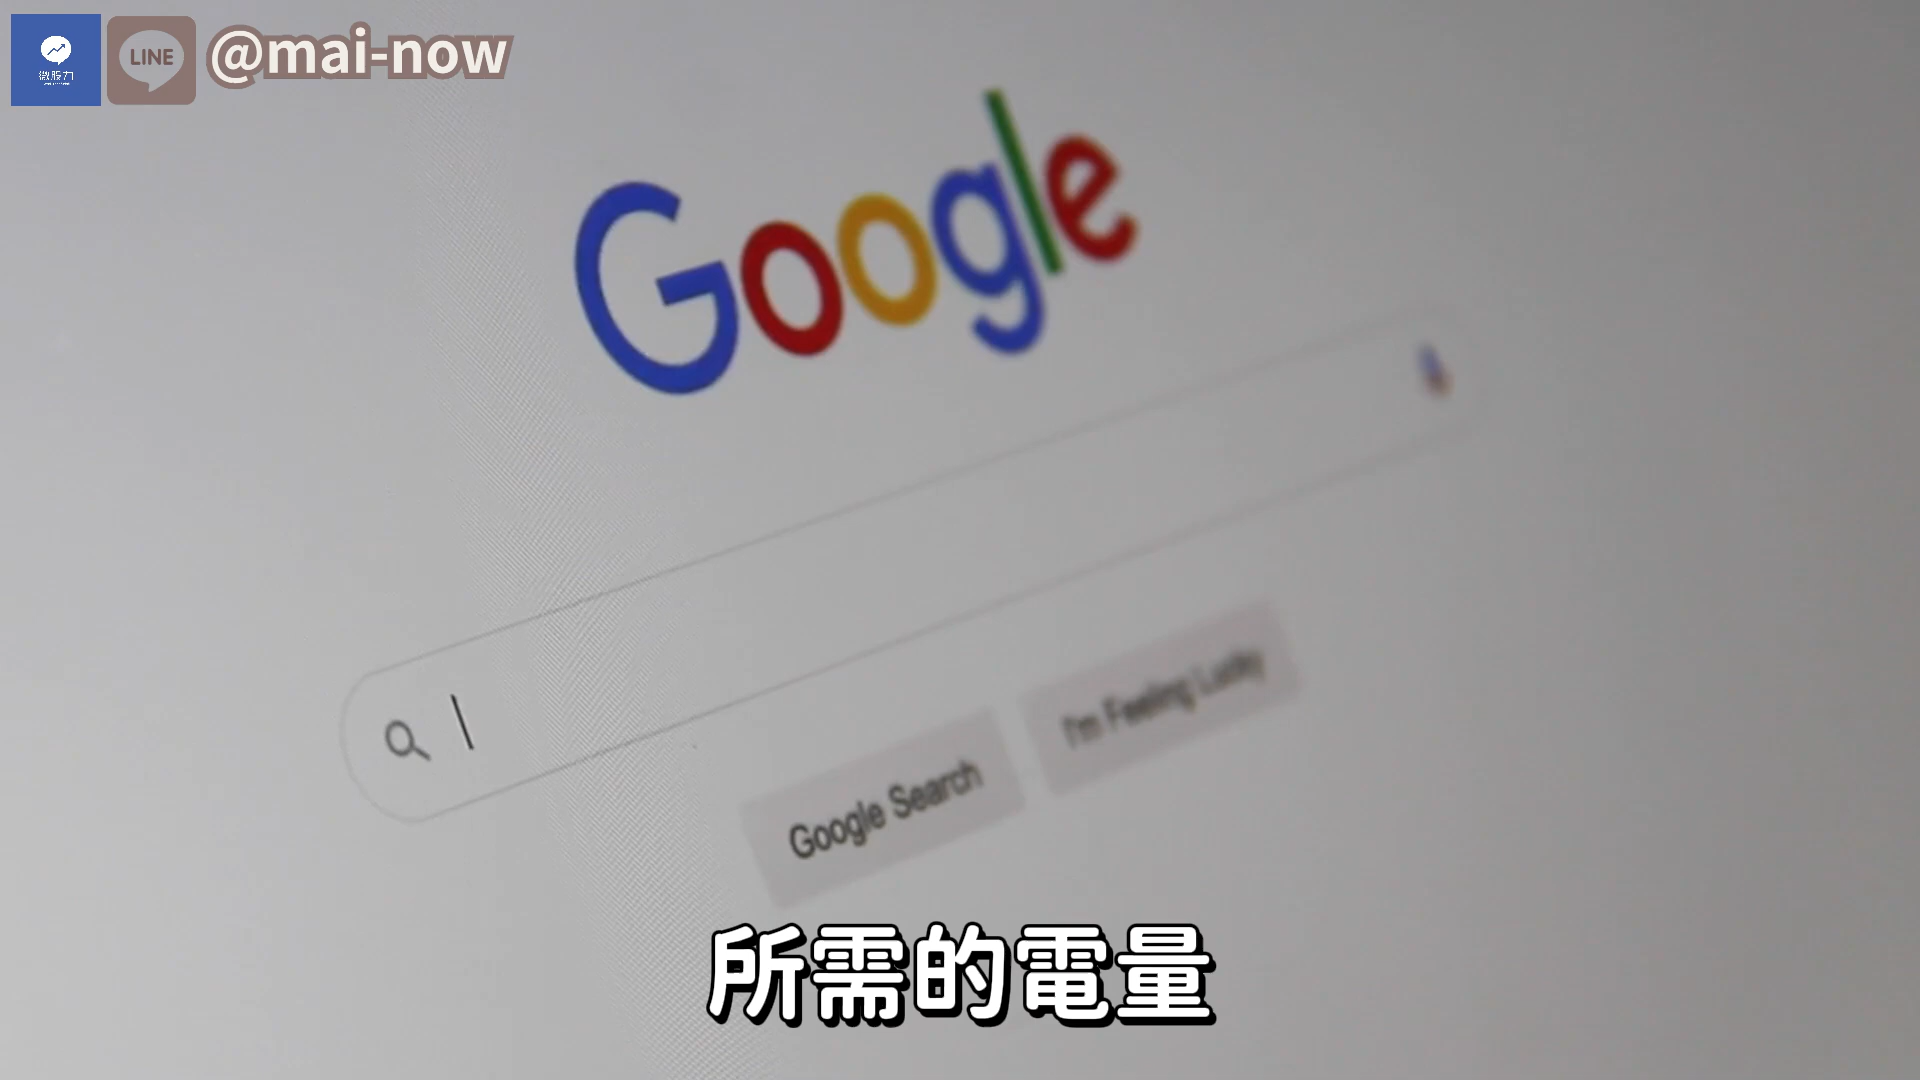 微股力
LINE
@mai-now
Google
Google Search
I'm Feeling Lucky
所需的電量